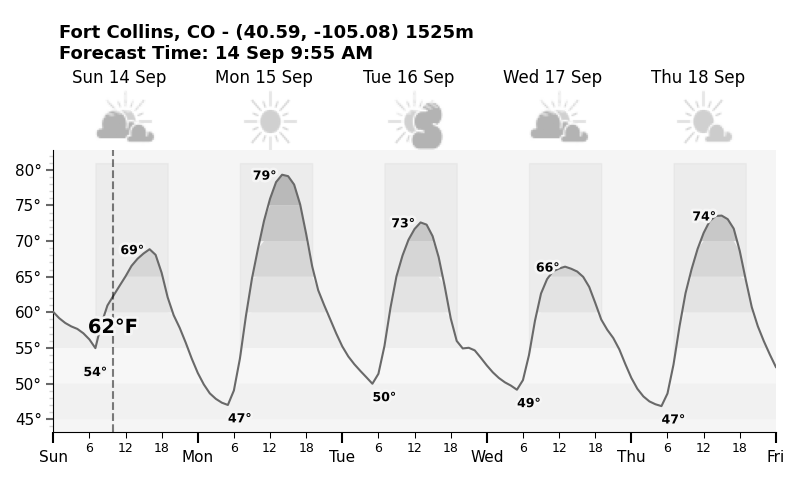 Fort Collins, CO - (40.59, -105.08) 1525m
Forecast Time: 14 Sep 9:55 AM
Sun 14 Sep Mon 15 Sep Tue 16 Sep Wed 17 Sep Thu 18 Sep
80°
79°
75°
73° 74°
70°
69°
66°
65°
60°
62°F
55°
54°
50°
50°
49°
47° 47°
45°
6 12 18 6 12 18 6 12 18 6 12 18 6 12 18
Sun Mon Tue Wed Thu Fri